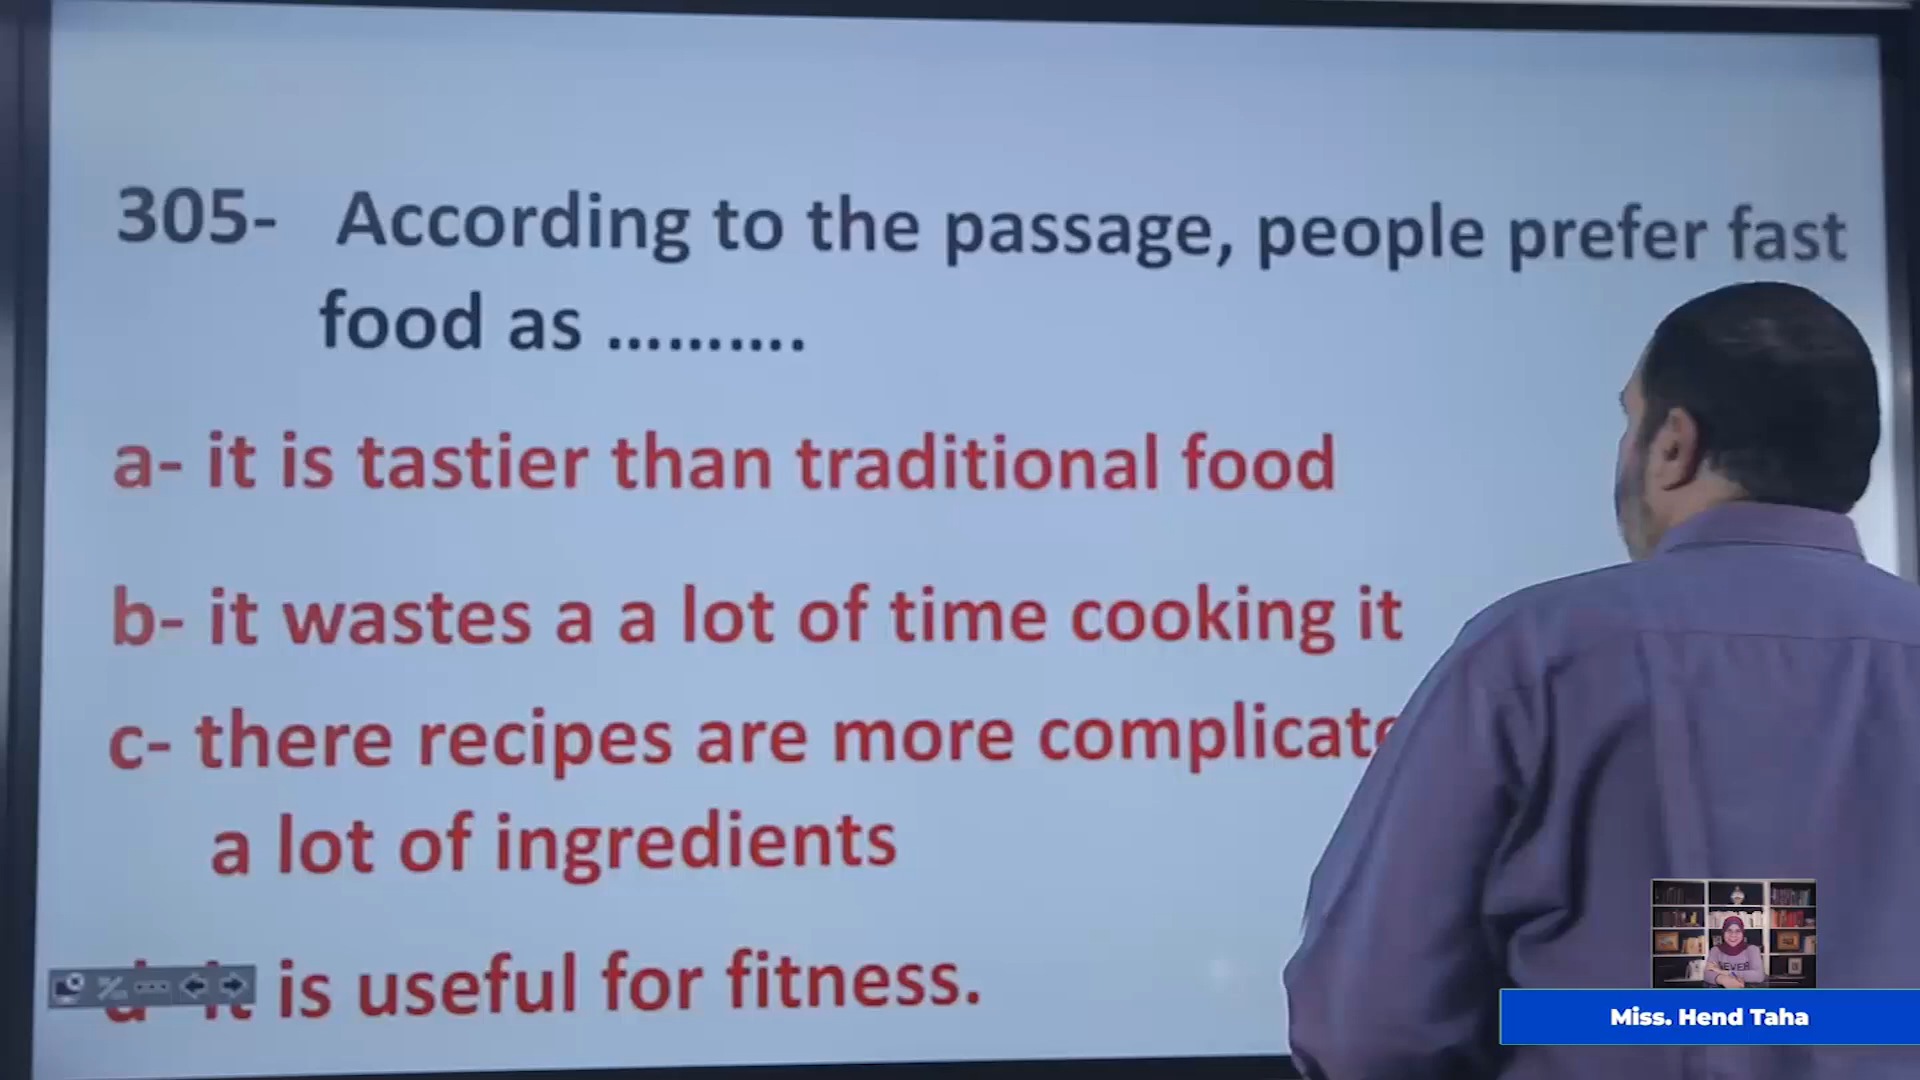 305- According to the passage, people prefer fast
food as ..........
a- it is tastier than traditional food
b- it wastes a a lot of time cooking it
c- there recipes are more
a lot of ingredients
is useful for fitness.
Miss. Hend Taha